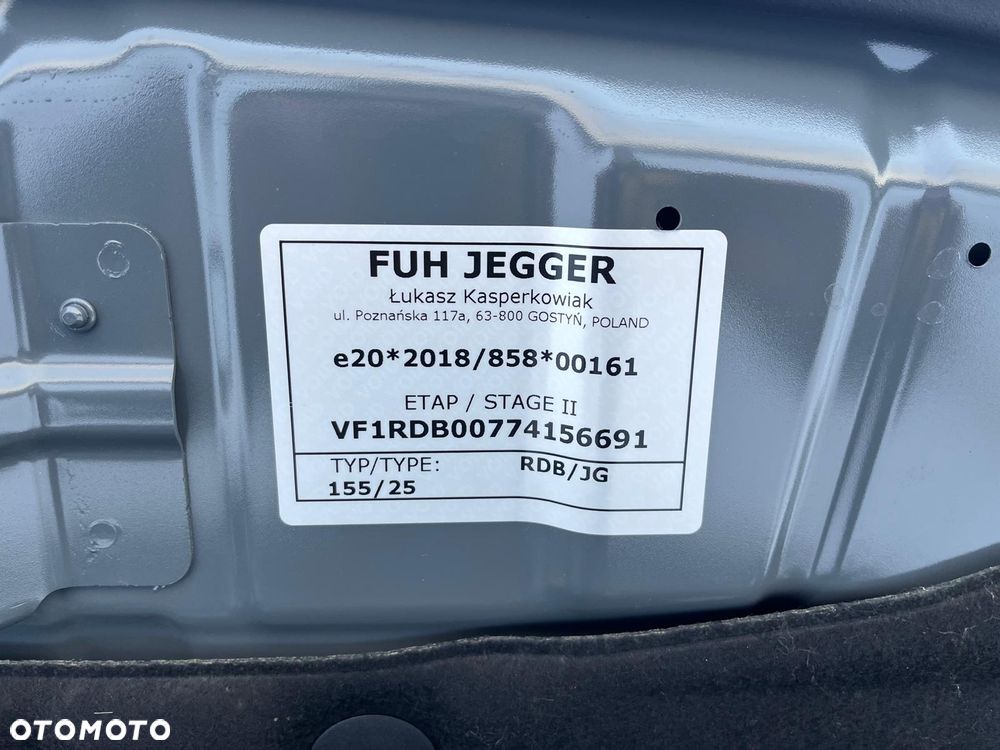 FUH JEGGER
Łukasz Kasperkowiak
ul. Poznańska 117a, 63-800 GOSTYŃ, POLAND
e20*2018/858*00161
ETAP / STAGE II
VF1RDB00774156691
TYP/TYPE: RDB/JG
155/25
OTOMOTO